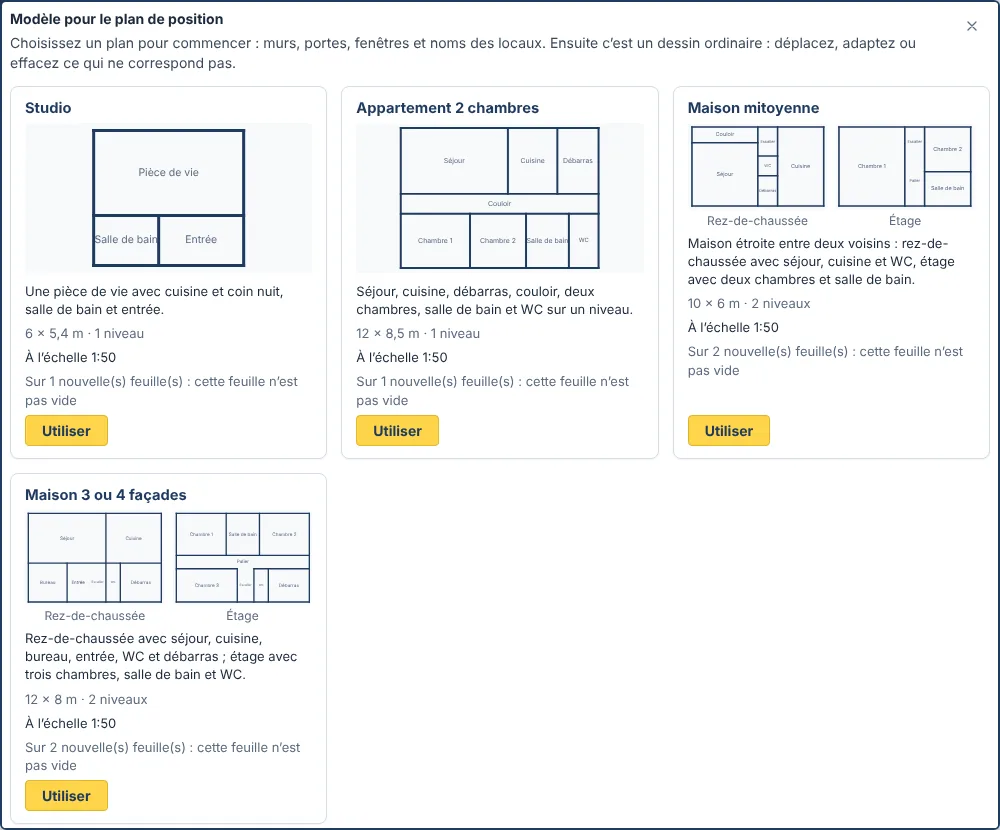 Modèle pour le plan de position
Choisissez un plan pour commencer : murs, portes, fenêtres et noms des locaux. Ensuite c’est un dessin ordinaire : déplacez, adaptez ou
effacez ce qui ne correspond pas.
Studio
Pièce de vie
Salle de bain
Entrée
Une pièce de vie avec cuisine et coin nuit,
salle de bain et entrée.
6 × 5,4 m · 1 niveau
À l’échelle 1:50
Sur 1 nouvelle(s) feuille(s) : cette feuille n’est
pas vide
Utiliser
Appartement 2 chambres
Séjour
Cuisine
Débarras
Couloir
Chambre 1
Chambre 2
Salle de bain
WC
Séjour, cuisine, débarras, couloir, deux
chambres, salle de bain et WC sur un niveau.
12 × 8,5 m · 1 niveau
À l’échelle 1:50
Sur 1 nouvelle(s) feuille(s) : cette feuille n’est
pas vide
Utiliser
Maison mitoyenne
Couloir
Escalier
Séjour
WC
Cuisine
Débarras
Rez-de-chaussée
Chambre 1
Escalier
Chambre 2
Palier
Salle de bain
Étage
Maison étroite entre deux voisins : rez-de-
chaussée avec séjour, cuisine et WC, étage
avec deux chambres et salle de bain.
10 × 6 m · 2 niveaux
À l’échelle 1:50
Sur 2 nouvelle(s) feuille(s) : cette feuille n’est
pas vide
Utiliser
Maison 3 ou 4 façades
Séjour
Cuisine
Bureau
Entrée
Escalier
WC
Débarras
Rez-de-chaussée
Chambre 1
Salle de bain
Chambre 2
Palier
Chambre 3
Escalier
WC
Débarras
Étage
Rez-de-chaussée avec séjour, cuisine,
bureau, entrée, WC et débarras ; étage avec
trois chambres, salle de bain et WC.
12 × 8 m · 2 niveaux
À l’échelle 1:50
Sur 2 nouvelle(s) feuille(s) : cette feuille n’est
pas vide
Utiliser